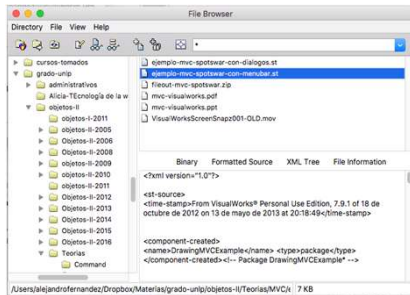 File Browser
Directory File View Help
*
cursos-tomados
grado-unlp
administrativos
Alicia-TEcnología de la w
objetos-II
objetos-I-2011
objetos-II-2005
Objetos-II-2006
objetos-II-2008
objetos-II-2009
objetos-II-2010
objetos-II-2011
Objetos-II-2012
objetos-II-2013
Objetos-II-2014
Objetos-II-2015
Objetos-II-2016
Teorias
Command
ejemplo-mvc-spotswar-con-dialogos.st
ejemplo-mvc-spotswar-con-menubar.st
fileout-mvc-spotswar.zip
mvc-visualworks.pdf
mvc-visualworks.ppt
VisualWorksScreenSnapz001-OLD.mov
Binary Formatted Source XML Tree File Information
<?xml version="1.0"?>
<st-source>
<time-stamp>From VisualWorks® Personal Use Edition, 7.9.1 of 18 de
octubre de 2012 on 13 de mayo de 2013 at 20:18:49</time-stamp>
<component-created>
<name>DrawingMVCExample</name> <type>package</type>
</component-created><!-- Package DrawingMVCExample* -->
/Users/alejandrofernandez/Dropbox/Materias/grado-unlp/objetos-II/Teorias/MVC/e 7 KB